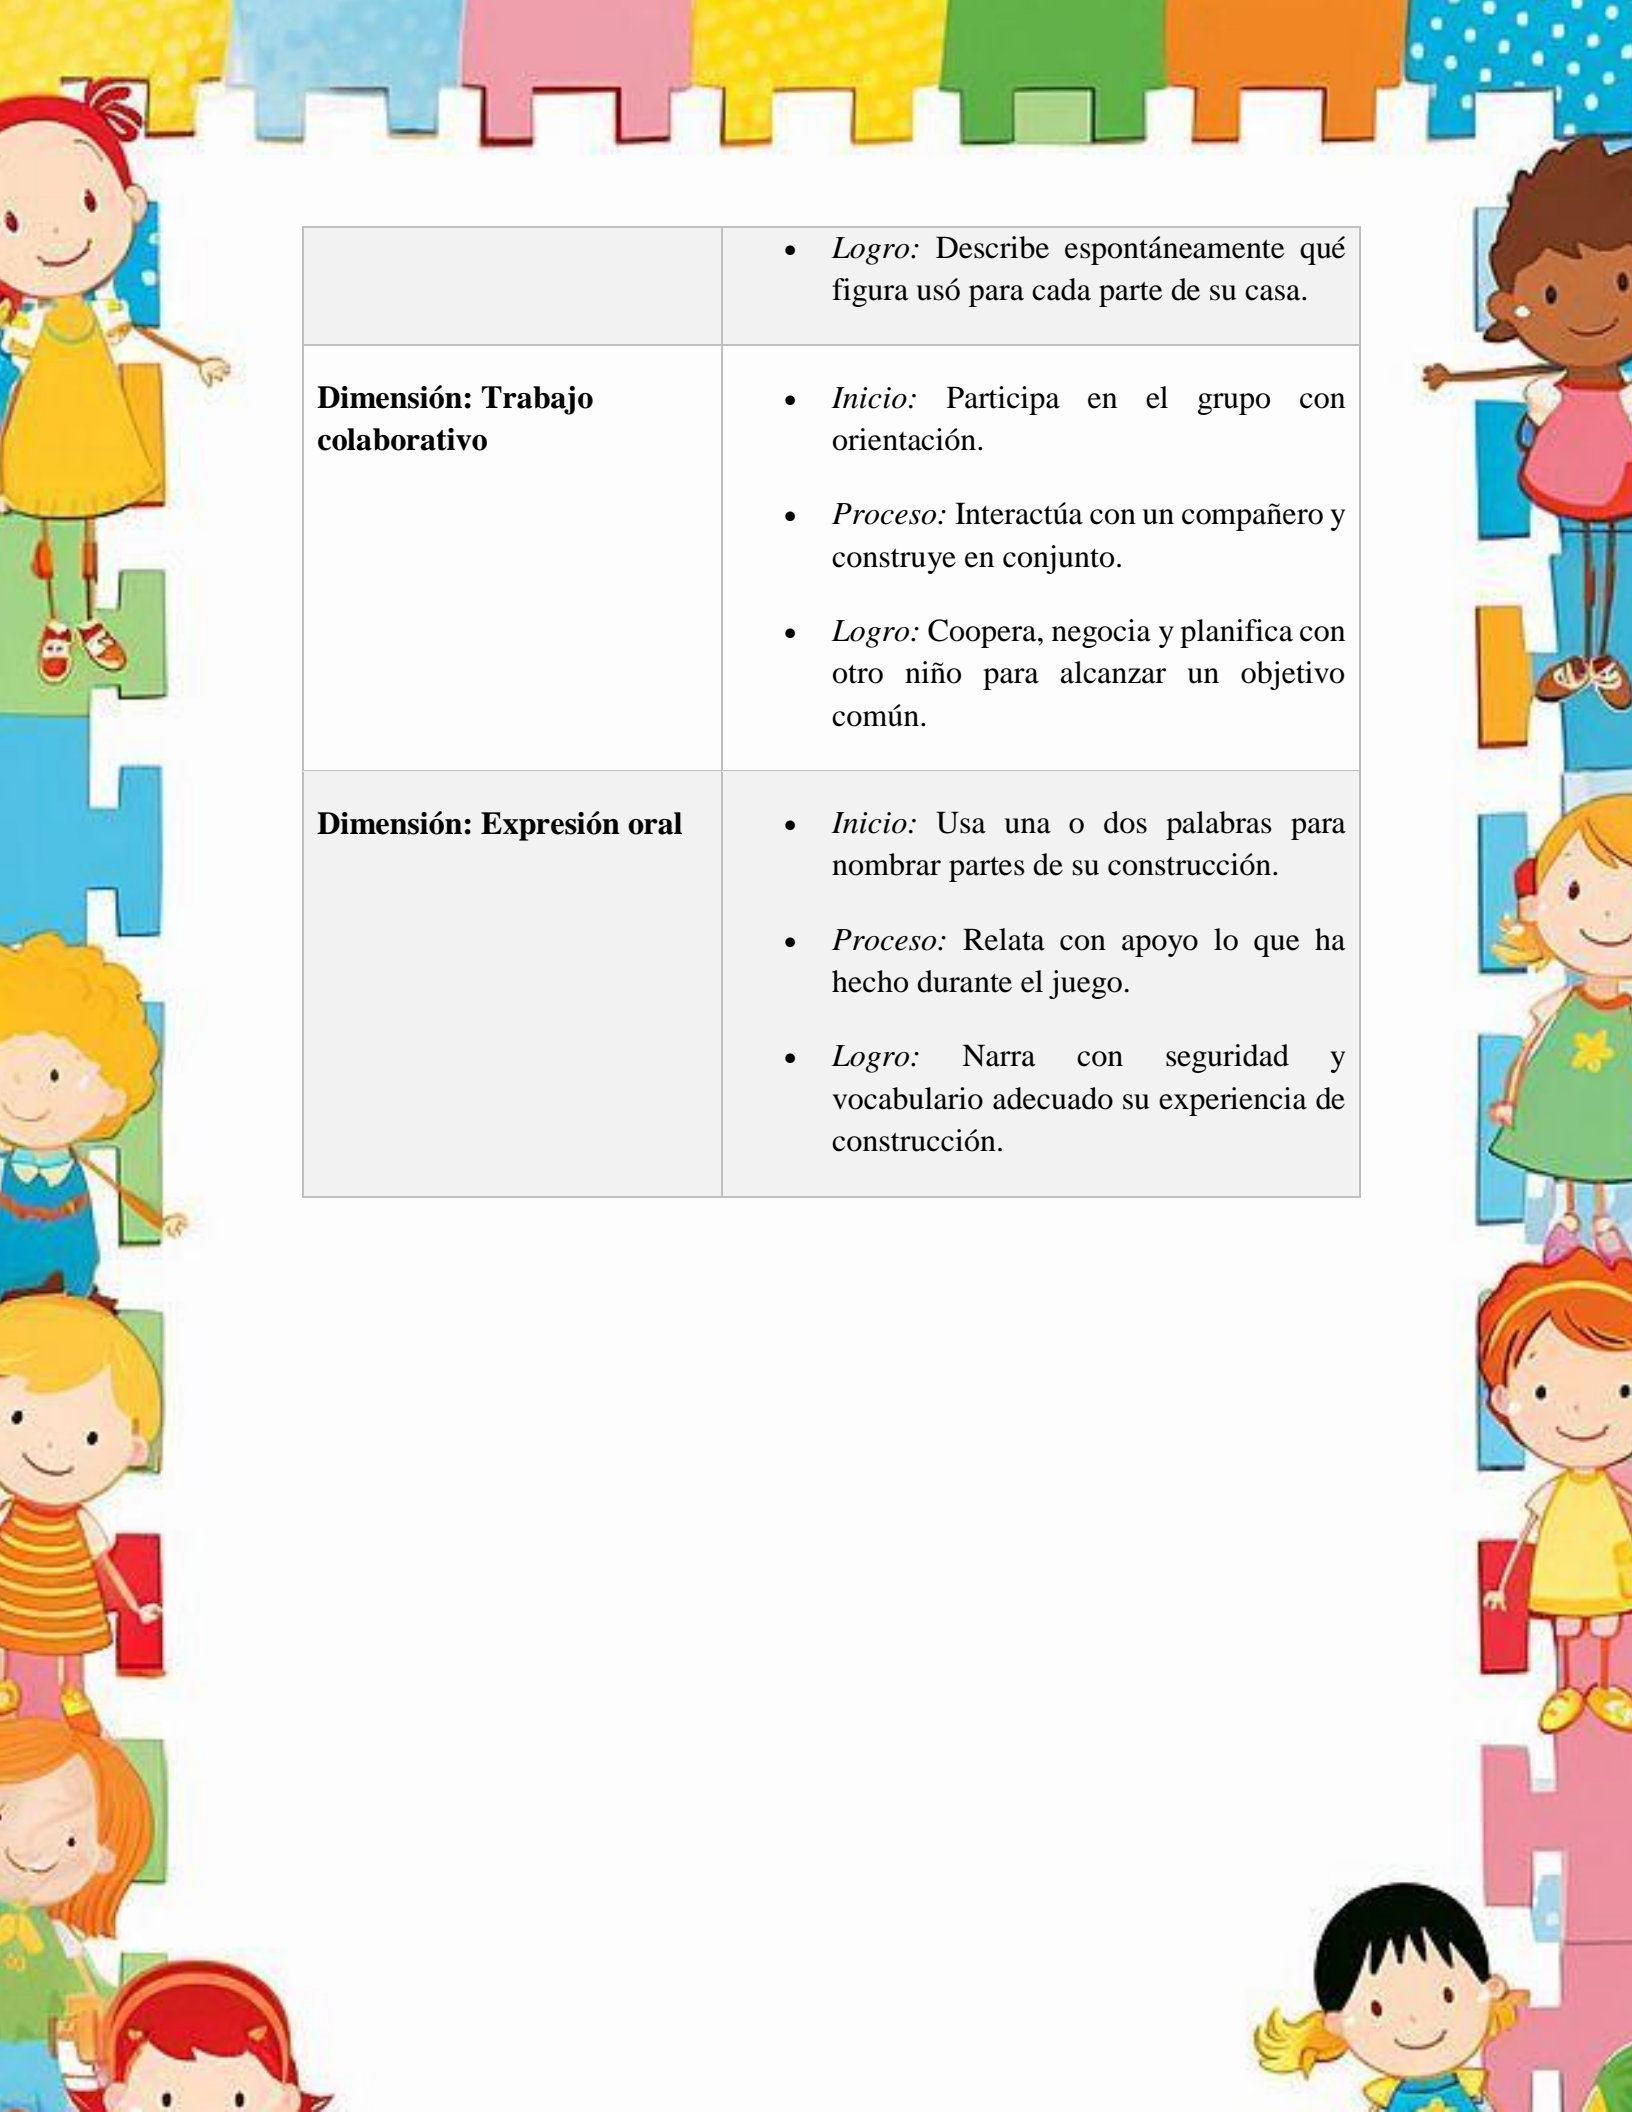 • Logro: Describe espontáneamente qué
figura usó para cada parte de su casa.
Dimensión: Trabajo
colaborativo
• Inicio: Participa en el grupo con
orientación.
• Proceso: Interactúa con un compañero y
construye en conjunto.
• Logro: Coopera, negocia y planifica con
otro niño para alcanzar un objetivo
común.
Dimensión: Expresión oral
• Inicio: Usa una o dos palabras para
nombrar partes de su construcción.
• Proceso: Relata con apoyo lo que ha
hecho durante el juego.
• Logro: Narra con seguridad y
vocabulario adecuado su experiencia de
construcción.